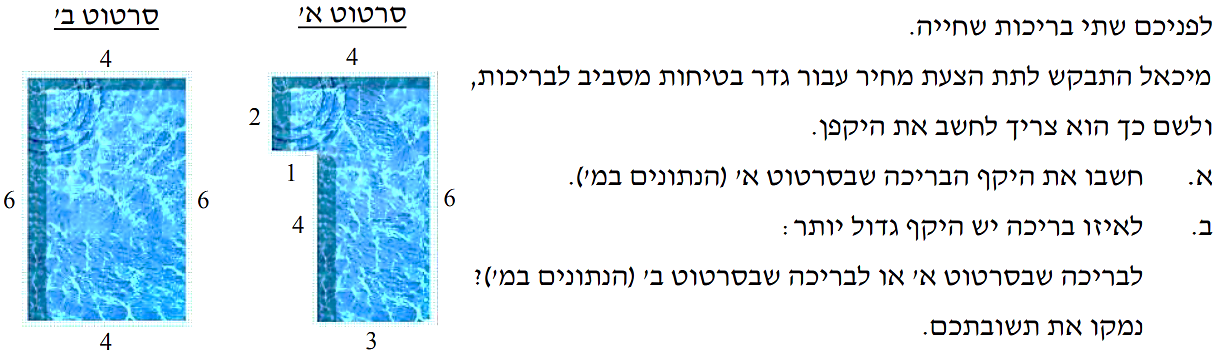 לפניכם שתי בריכות שחייה.
מיכאל התבקש לתת הצעת מחיר עבור גדר בטיחות מסביב לבריכות,
ולשם כך הוא צריך לחשב את היקפן.
א. חשבו את היקף הבריכה שבסרטוט א' (הנתונים במ').
ב. לאיזו בריכה יש היקף גדול יותר:
לבריכה שבסרטוט א' או לבריכה שבסרטוט ב' (הנתונים במ')?
נמקו את תשובתכם.
סרטוט א'
4
2
1
4
6
3
סרטוט ב'
4
6
6
4